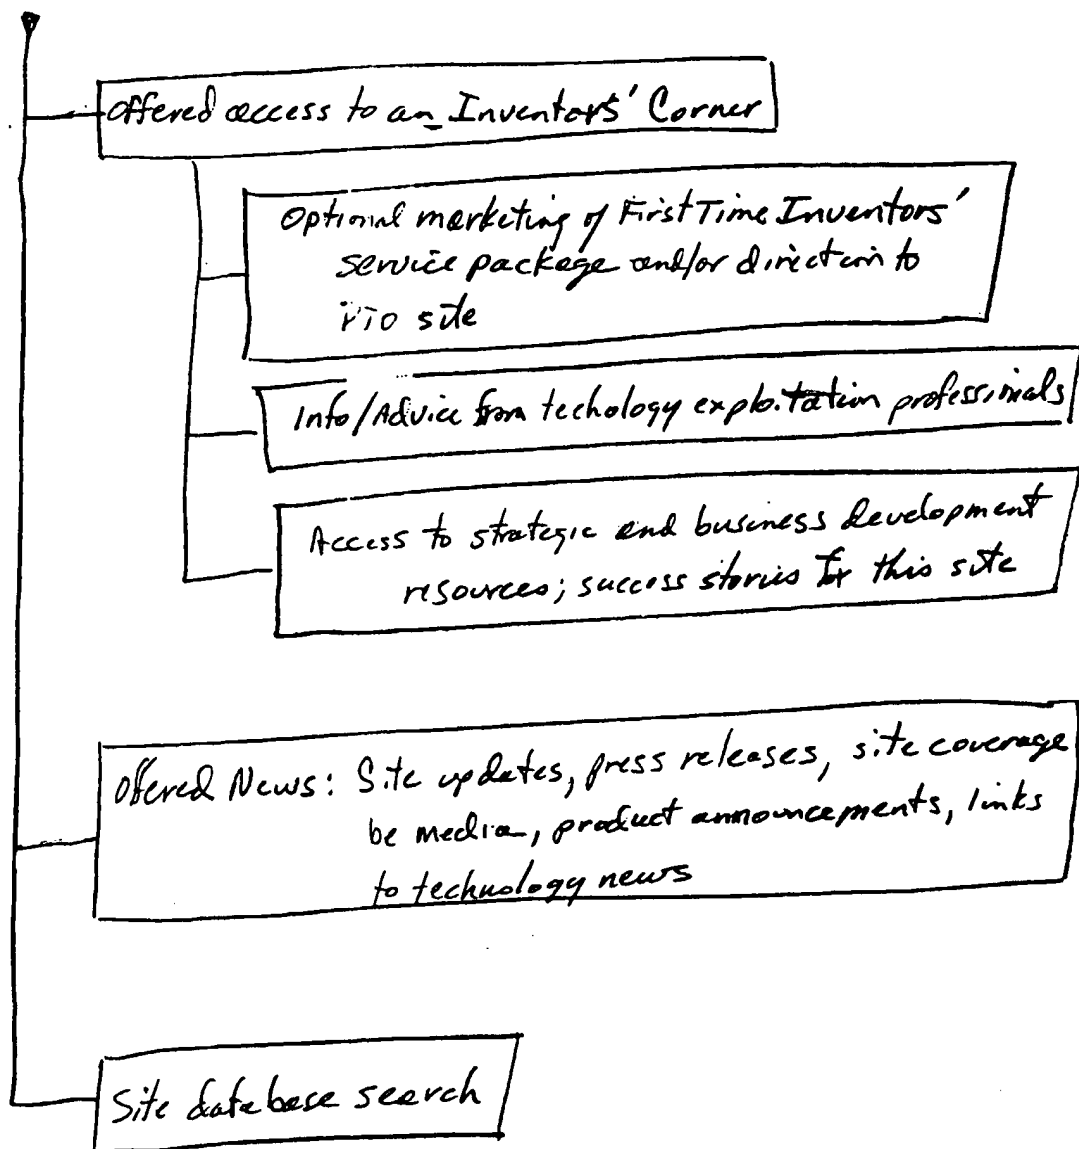 Offered access to an Inventors' Corner
Optional marketing of First Time Inventors'
service package and/or direction to
PTO site
Info/Advice from techology exploitation professionals
Access to strategic and business development
resources; success stories for this site
Offered News: Site updates, press releases, site coverage
be media, product announcements, links
to technology news
Site database search